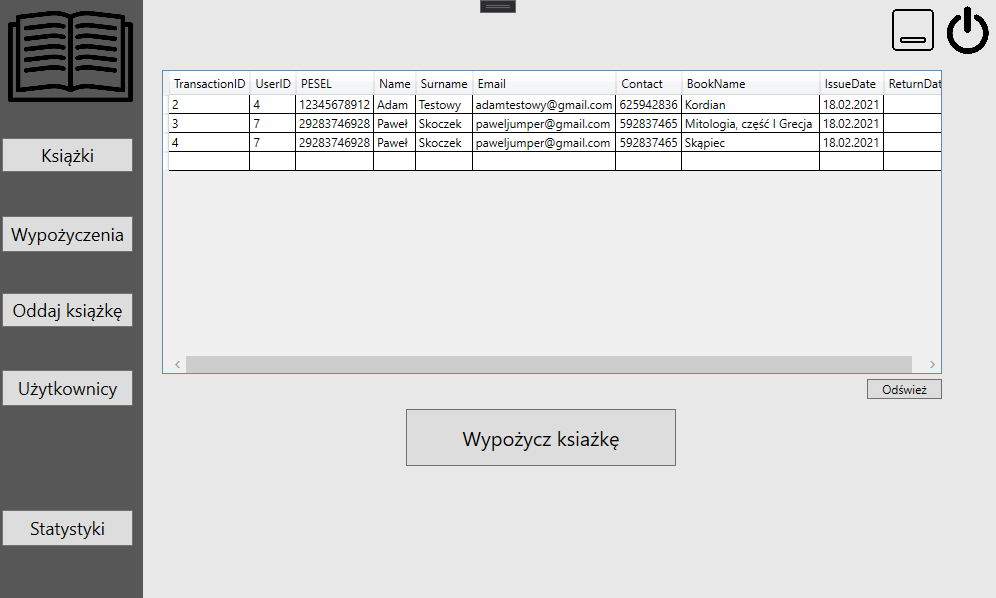 TransactionID UserID PESEL Name Surname Email Contact BookName IssueDate ReturnDat
2 4 12345678912 Adam Testowy adamtestowy@gmail.com 625942836 Kordian 18.02.2021
3 7 29283746928 Paweł Skoczek paweljumper@gmail.com 592837465 Mitologia, część I Grecja 18.02.2021
4 7 29283746928 Paweł Skoczek paweljumper@gmail.com 592837465 Skąpiec 18.02.2021
Książki
Wypożyczenia
Oddaj książkę
Użytkownicy
Statystyki
Odśwież
Wypożycz ksiażkę